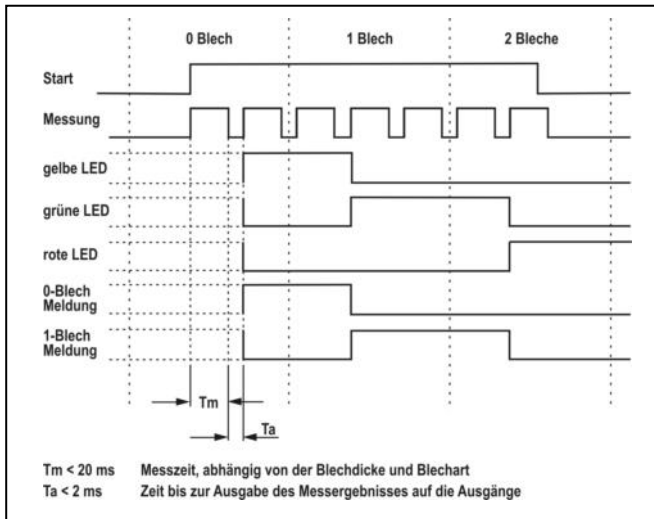 0 Blech 1 Blech 2 Bleche
Start
Messung
gelbe LED
grüne LED
rote LED
0-Blech
Meldung
1-Blech
Meldung
Tm
Ta
Tm < 20 ms Messzeit, abhängig von der Blechdicke und Blechart
Ta < 2 ms Zeit bis zur Ausgabe des Messergebnisses auf die Ausgänge